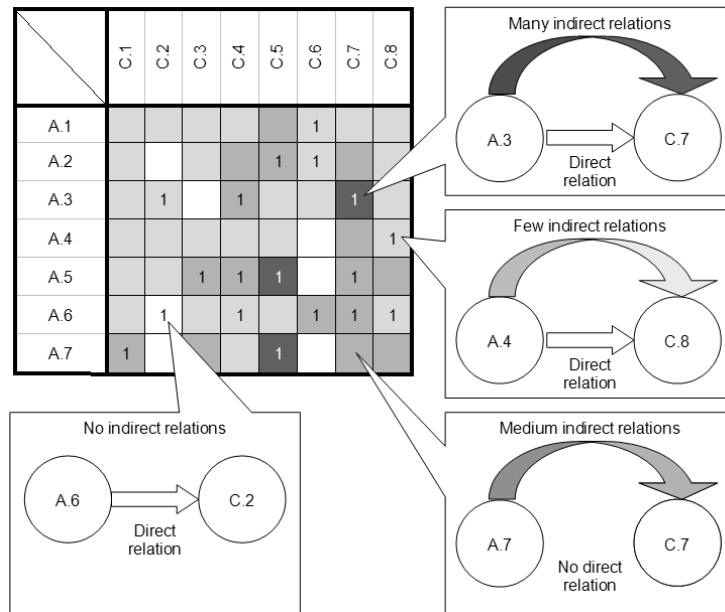 C.1 C.2 C.3 C.4 C.5 C.6 C.7 C.8
A.1 1
A.2 1 1
A.3 1 1 1
A.4 1
A.5 1 1 1 1
A.6 1 1 1 1 1
A.7 1 1
Many indirect relations
A.3
C.7
Direct
relation
Few indirect relations
A.4
C.8
Direct
relation
No indirect relations
A.6
C.2
Direct
relation
Medium indirect relations
A.7
C.7
No direct
relation